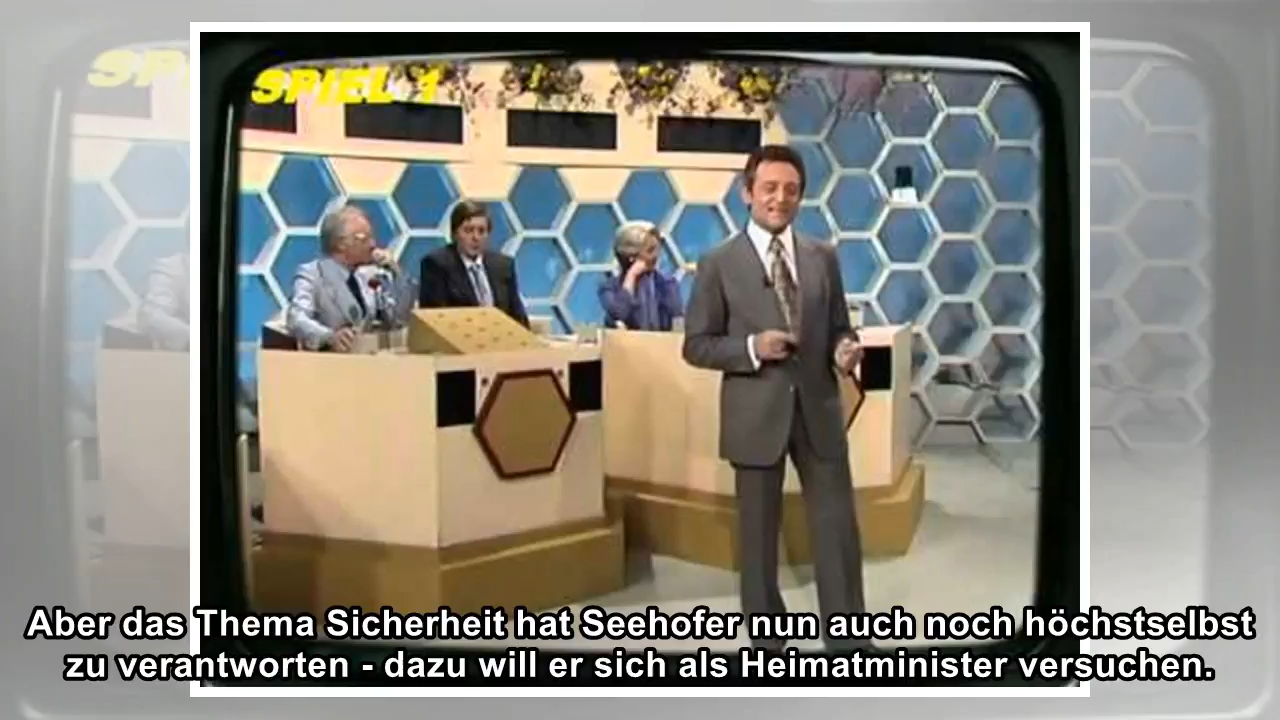 SPIEL 1
Aber das Thema Sicherheit hat Seehofer nun auch noch höchstselbst
zu verantworten - dazu will er sich als Heimatminister versuchen.